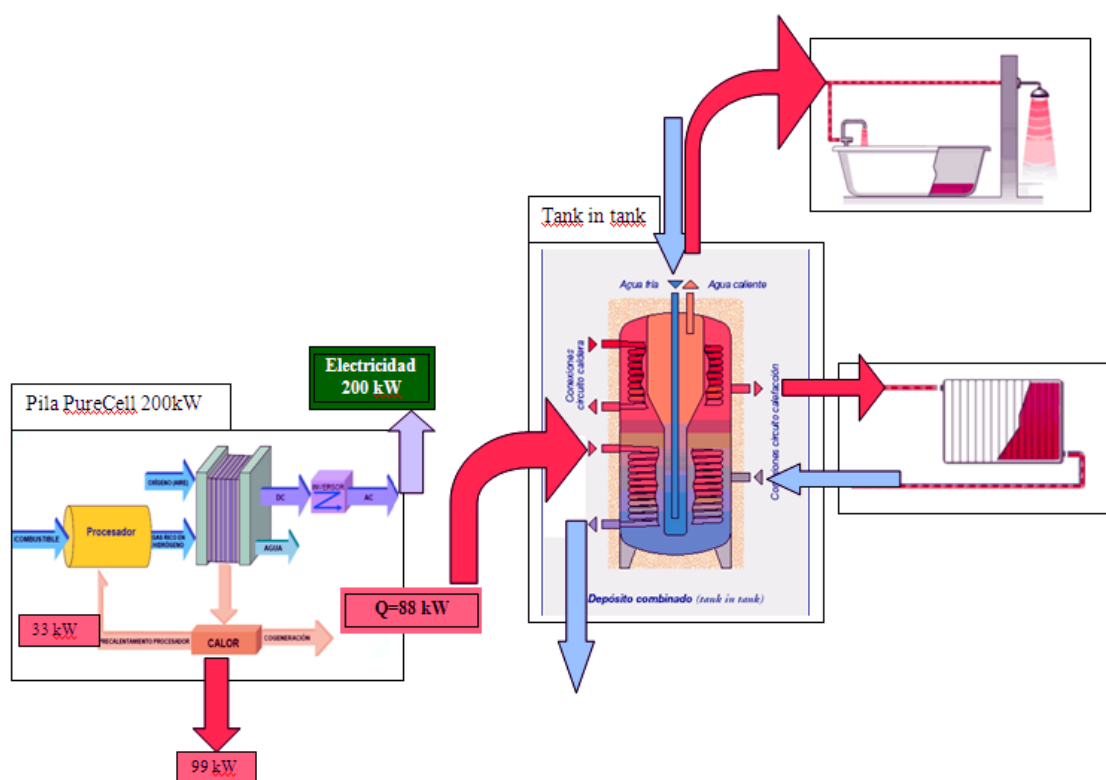 Tank in tank
Agua fría
Agua caliente
Conexiones
circuito caldera
Conexiones circuito calefacción
Depósito combinado (tank in tank)
Electricidad
200 kW
Pila PureCell 200kW
OXÍGENO (AIRE)
INVERSOR
DC
AC
COMBUSTIBLE
Procesador
GAS RICO EN
HIDRÓGENO
AGUA
Q=88 kW
33 kW
PRECALENTAMIENTO PROCESADOR
CALOR
COGENERACIÓN
99 kW